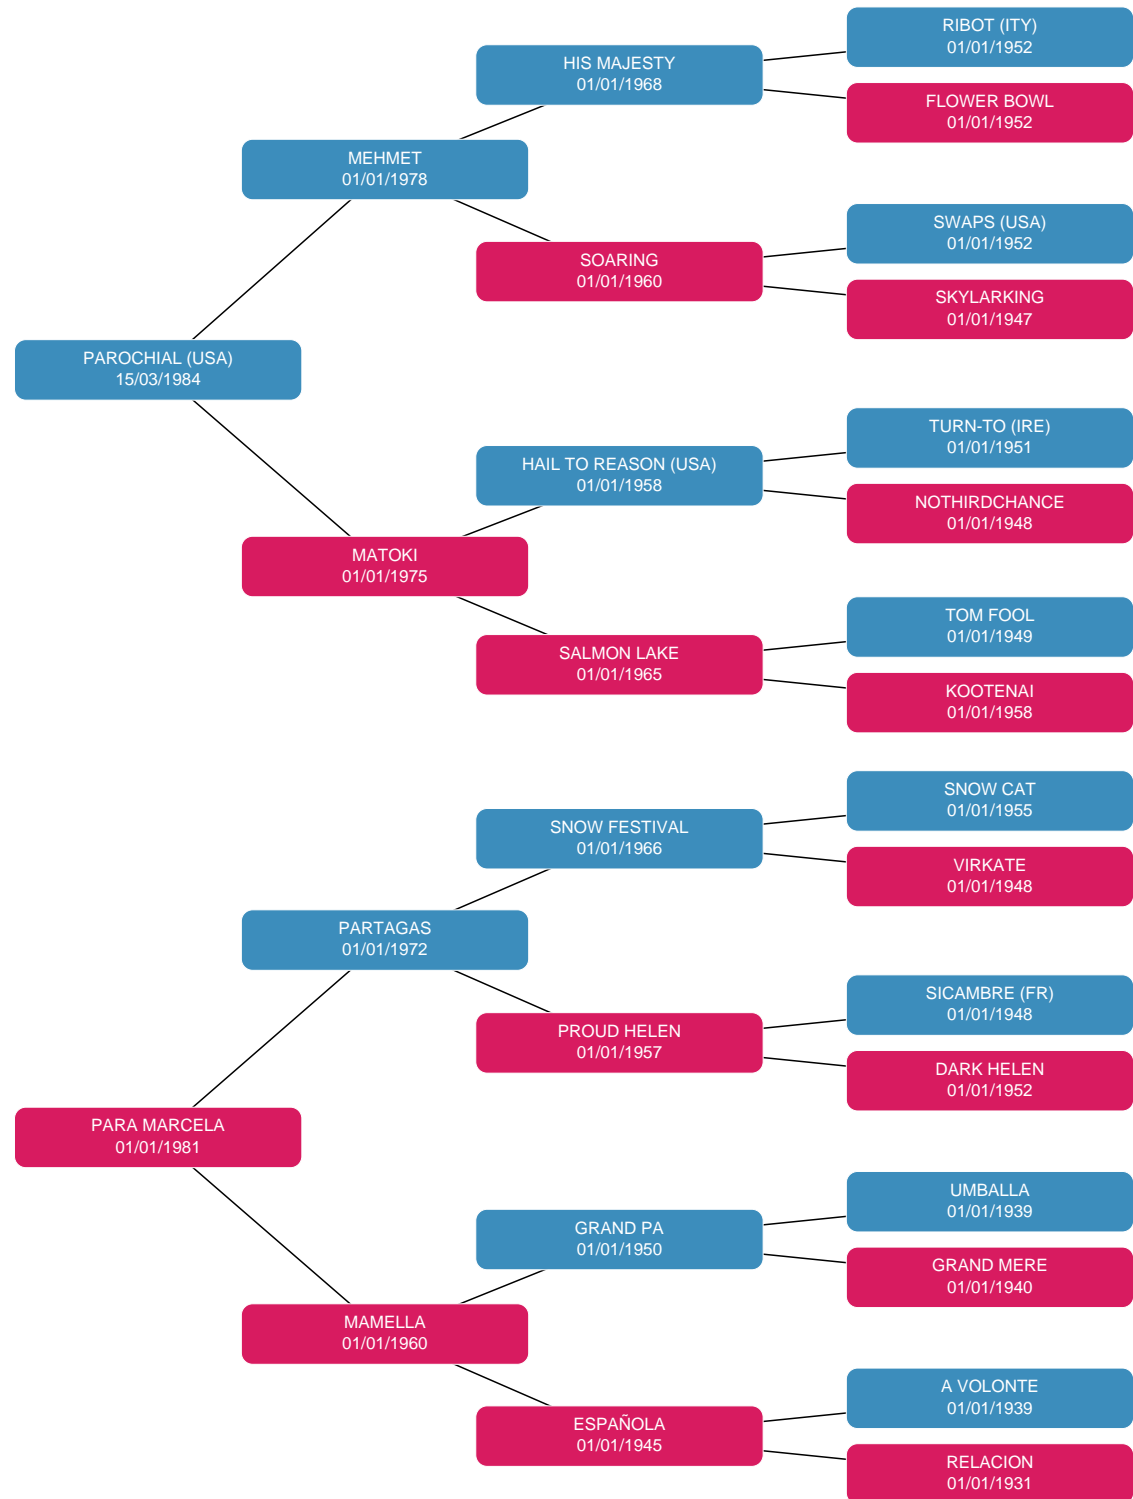 RIBOT (ITY)
01/01/1952
HIS MAJESTY
01/01/1968
FLOWER BOWL
01/01/1952
MEHMET
01/01/1978
SWAPS (USA)
01/01/1952
SOARING
01/01/1960
SKYLARKING
01/01/1947
PAROCHIAL (USA)
15/03/1984
TURN-TO (IRE)
01/01/1951
HAIL TO REASON (USA)
01/01/1958
NOTHIRDCHANCE
01/01/1948
MATOKI
01/01/1975
TOM FOOL
01/01/1949
SALMON LAKE
01/01/1965
KOOTENAI
01/01/1958
SNOW CAT
01/01/1955
SNOW FESTIVAL
01/01/1966
VIRKATE
01/01/1948
PARTAGAS
01/01/1972
SICAMBRE (FR)
01/01/1948
PROUD HELEN
01/01/1957
DARK HELEN
01/01/1952
PARA MARCELA
01/01/1981
UMBALLA
01/01/1939
GRAND PA
01/01/1950
GRAND MERE
01/01/1940
MAMELLA
01/01/1960
A VOLONTE
01/01/1939
ESPAÑOLA
01/01/1945
RELACION
01/01/1931